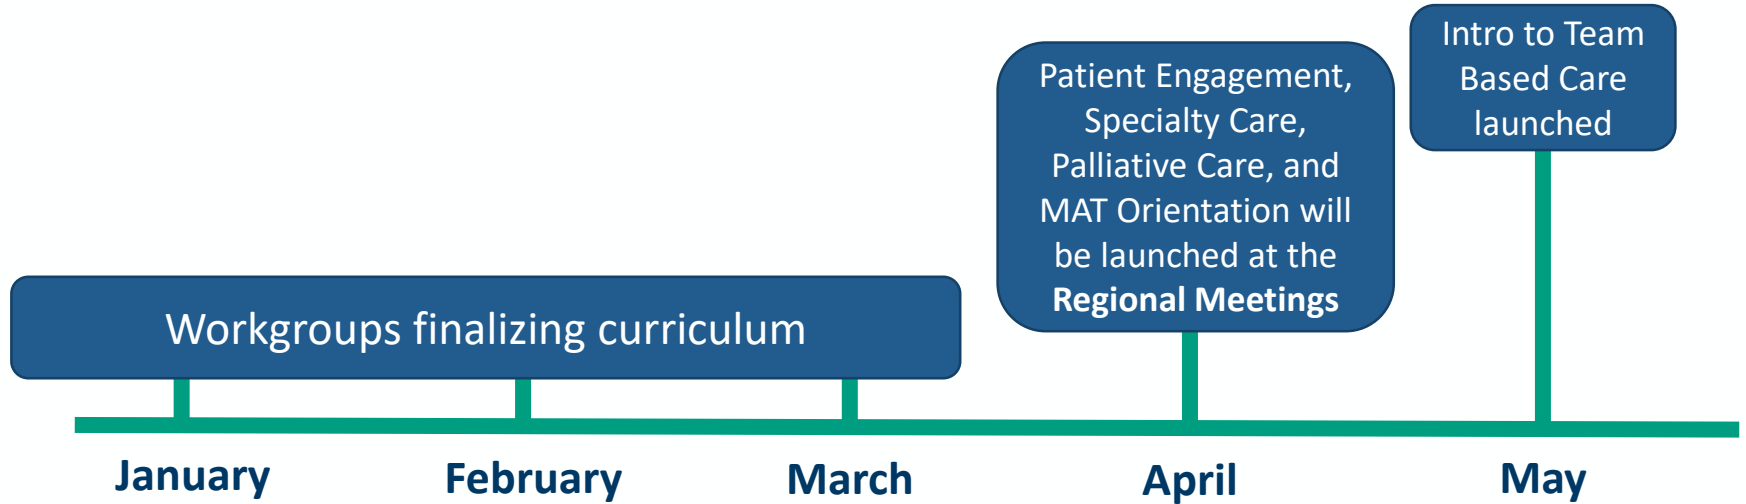 Intro to Team
Based Care
launched
Patient Engagement,
Specialty Care,
Palliative Care, and
MAT Orientation will
be launched at the
Regional Meetings
Workgroups finalizing curriculum
January
February
March
April
May